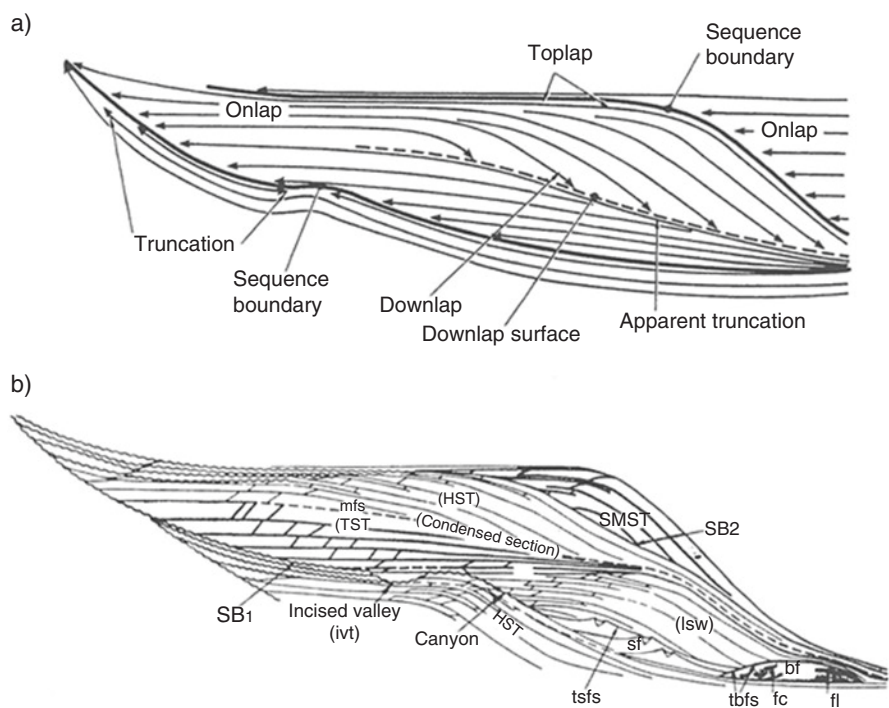 a)
Sequence
boundary
Toplap
Onlap
Onlap
Truncation
Sequence
boundary
Downlap
Downlap surface
Apparent truncation
b)
(HST)
mfs
(TST
(Condensed section)
SMST
SB2
SB1
Incised valley
(ivt)
Canyon
HST
(lsw)
sf
bf
tsfs
tbfs
fc
fl